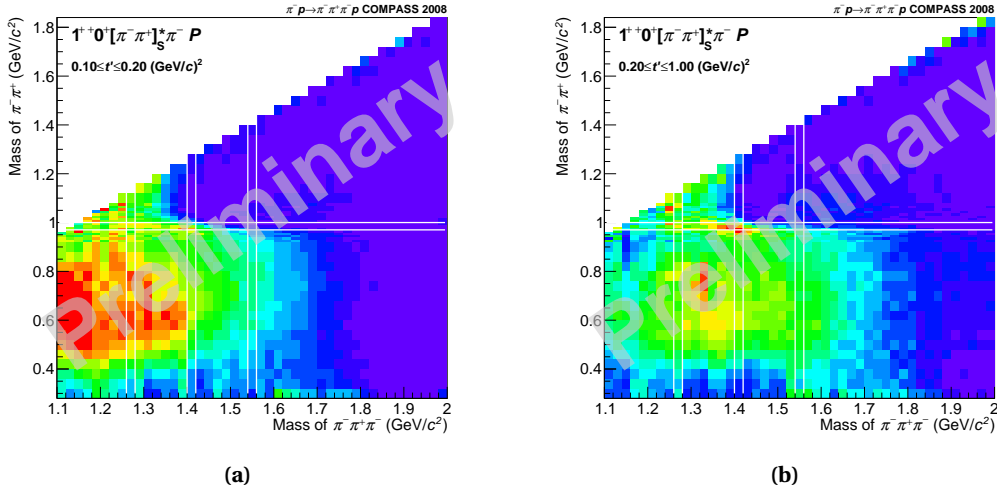 π⁻p→π⁻π⁺π⁻p COMPASS 2008
1⁺⁺0⁺[π⁻π⁺]*ₛπ⁻ P
0.10≤t'≤0.20 (GeV/c)²
Preliminary
Mass of π⁻π⁺ (GeV/c²)
1.8
1.6
1.4
1.2
1
0.8
0.6
0.4
1.1 1.2 1.3 1.4 1.5 1.6 1.7 1.8 1.9 2
Mass of π⁻π⁺π⁻ (GeV/c²)
(a)
π⁻p→π⁻π⁺π⁻p COMPASS 2008
1⁺⁺0⁺[π⁻π⁺]*ₛπ⁻ P
0.20≤t'≤1.00 (GeV/c)²
Preliminary
Mass of π⁻π⁺ (GeV/c²)
1.8
1.6
1.4
1.2
1
0.8
0.6
0.4
1.1 1.2 1.3 1.4 1.5 1.6 1.7 1.8 1.9 2
Mass of π⁻π⁺π⁻ (GeV/c²)
(b)